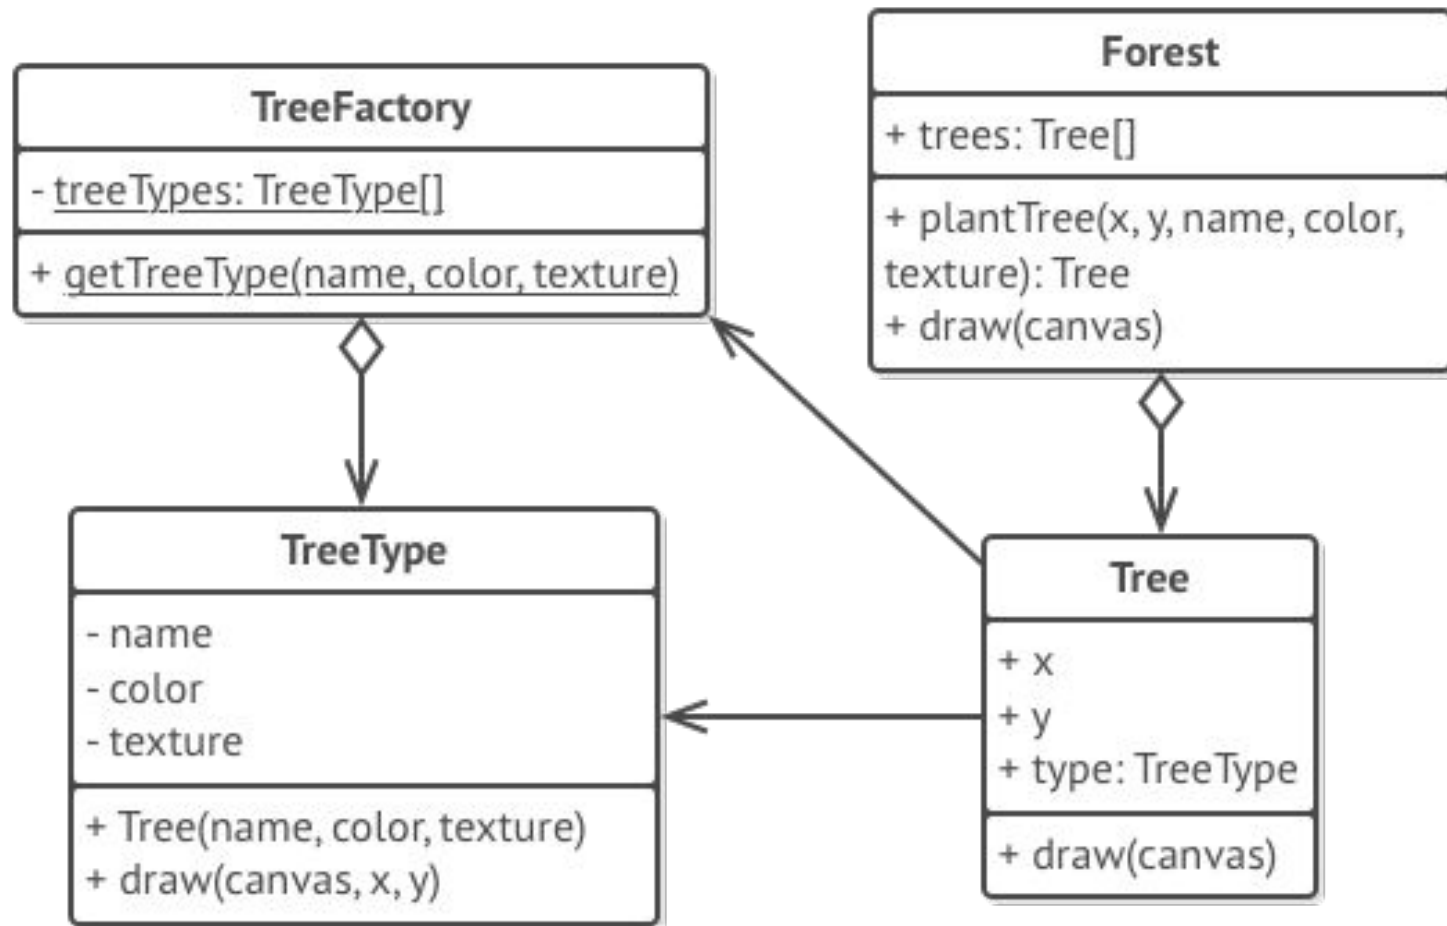 TreeFactory
- treeTypes: TreeType[]
+ getTreeType(name, color, texture)
Forest
+ trees: Tree[]
+ plantTree(x, y, name, color,
texture): Tree
+ draw(canvas)
TreeType
- name
- color
- texture
+ Tree(name, color, texture)
+ draw(canvas, x, y)
Tree
+ x
+ y
+ type: TreeType
+ draw(canvas)